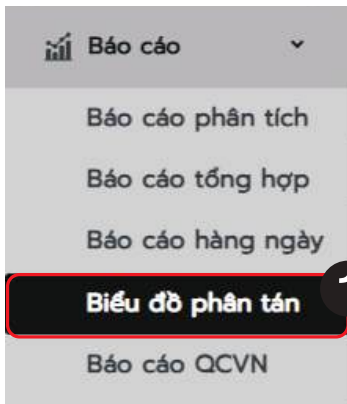 Báo cáo
Báo cáo phân tích
Báo cáo tổng hợp
Báo cáo hàng ngày
Biểu đồ phân tán
Báo cáo QCVN